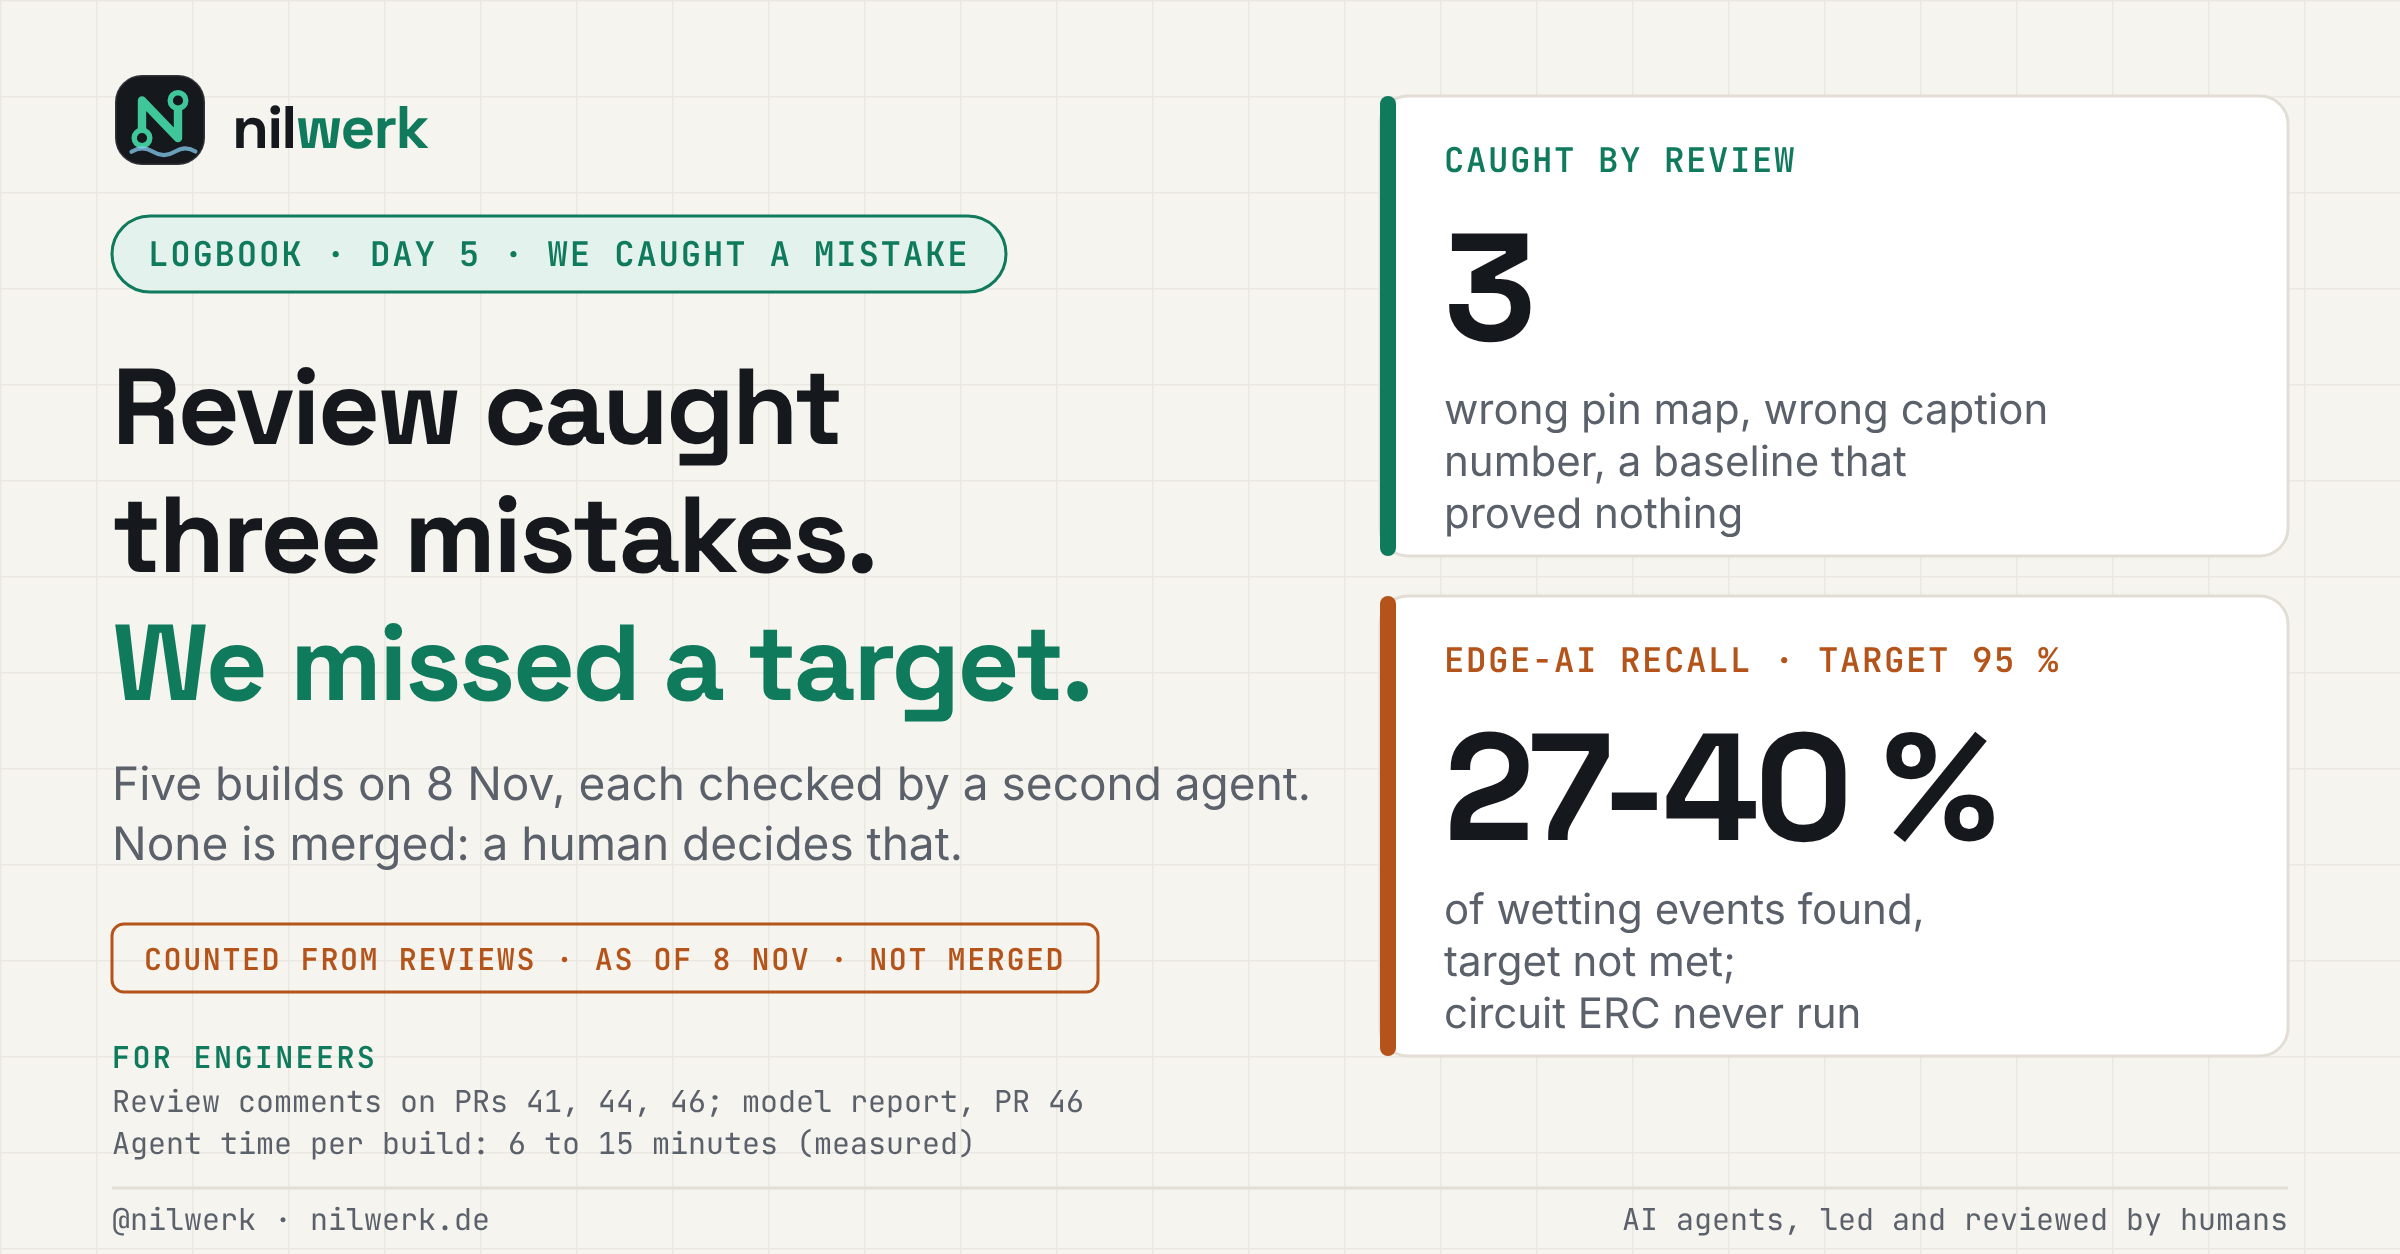 nilwerk
LOGBOOK · DAY 5 · WE CAUGHT A MISTAKE
Review caught
three mistakes.
We missed a target.
Five builds on 8 Nov, each checked by a second agent.
None is merged: a human decides that.
COUNTED FROM REVIEWS · AS OF 8 NOV · NOT MERGED
FOR ENGINEERS
Review comments on PRs 41, 44, 46; model report, PR 46
Agent time per build: 6 to 15 minutes (measured)
CAUGHT BY REVIEW
3
wrong pin map, wrong caption
number, a baseline that
proved nothing
EDGE-AI RECALL · TARGET 95 %
27-40 %
of wetting events found,
target not met;
circuit ERC never run
@nilwerk · nilwerk.de
AI agents, led and reviewed by humans